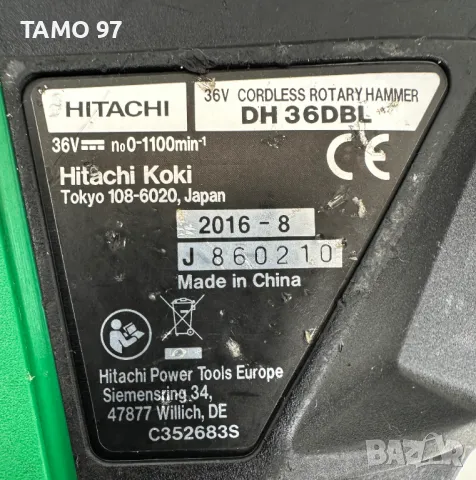 TAMO 97
HITACHI
36V CORDLESS ROTARY HAMMER
DH 36DBL
36V n₀0-1100min⁻¹
CE
Hitachi Koki
Tokyo 108-6020, Japan
2016 - 8
J 860210
Made in China
Hitachi Power Tools Europe
Siemensring 34,
47877 Willich, DE
C352683S
bazar